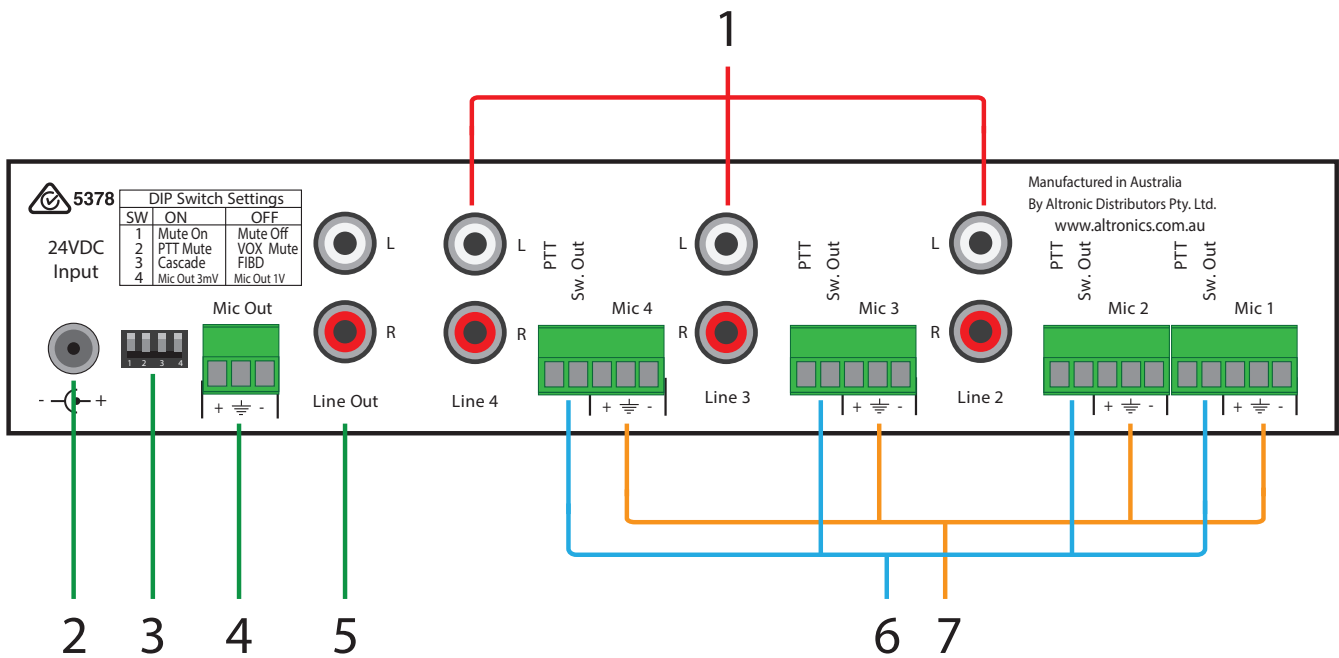 1
5378
DIP Switch Settings
SW ON OFF
1 Mute On Mute Off
2 PTT Mute VOX Mute
3 Cascade FIBD
4 Mic Out 3mV Mic Out 1V
24VDC
Input
- +
1 2 3 4
Mic Out
+ -
L
R
Line Out
L
R
Line 4
PTT
Sw. Out
Mic 4
+ -
L
R
Line 3
PTT
Sw. Out
Mic 3
+ -
L
R
Line 2
Manufactured in Australia
By Altronic Distributors Pty. Ltd.
www.altronics.com.au
PTT
Sw. Out
Mic 2
+ -
PTT
Sw. Out
Mic 1
+ -
2 3 4 5 6 7